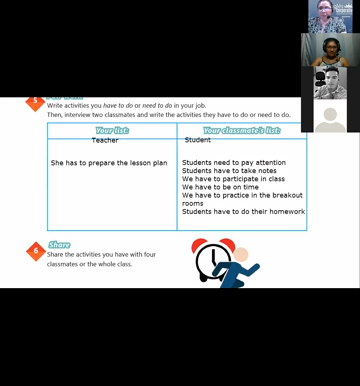 5
Write activities you have to do or need to do in your job.
Then, interview two classmates and write the activities they have to do or need to do.
Your list:
Your classmate's list:
Teacher
Student
She has to prepare the lesson plan
Students need to pay attention
Students have to take notes
We have to participate in class
We have to be on time
We have to practice in the breakout
rooms
Students have to do their homework
6
Share
Share the activities you have with four
classmates or the whole class.